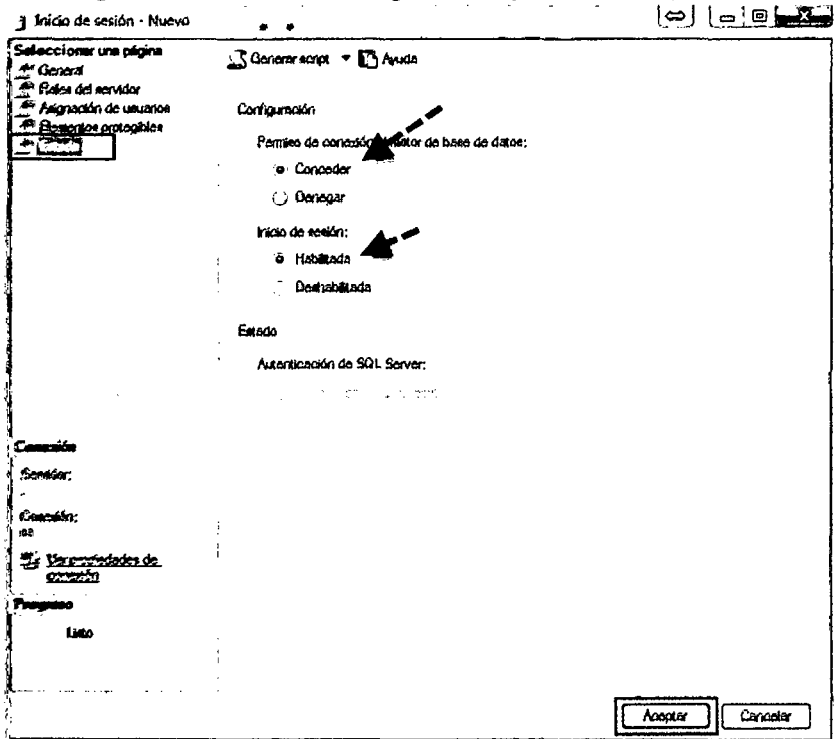 Inicio de sesión - Nuevo
Seleccionar una página
General
Roles del servidor
Asignación de usuarios
Elementos protegibles
Generar script
Ayuda
Configuración
Permiso de conexión motor de base de datos:
Conceder
Denegar
Inicio de sesión:
Habilitada
Deshabilitada
Estado
Autenticación de SQL Server:
Conexión
Servidor:
Conexión:
Ver propiedades de
conexión
Progreso
Listo
Aceptar
Cancelar